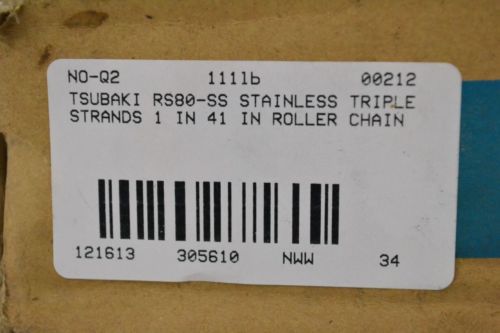 NO-Q2 111lb 00212
TSUBAKI RS80-SS STAINLESS TRIPLE
STRANDS 1 IN 41 IN ROLLER CHAIN
121613 305610 NWW 34